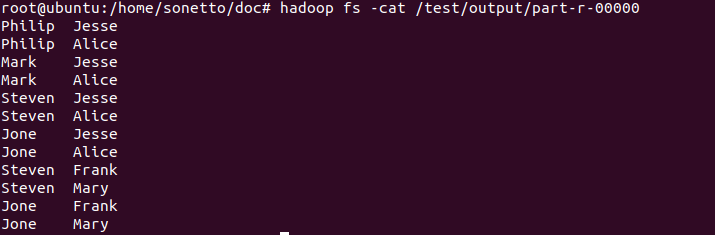 root@ubuntu:/home/sonetto/doc# hadoop fs -cat /test/output/part-r-00000
Philip  Jesse
Philip  Alice
Mark    Jesse
Mark    Alice
Steven  Jesse
Steven  Alice
Jone    Jesse
Jone    Alice
Steven  Frank
Steven  Mary
Jone    Frank
Jone    Mary